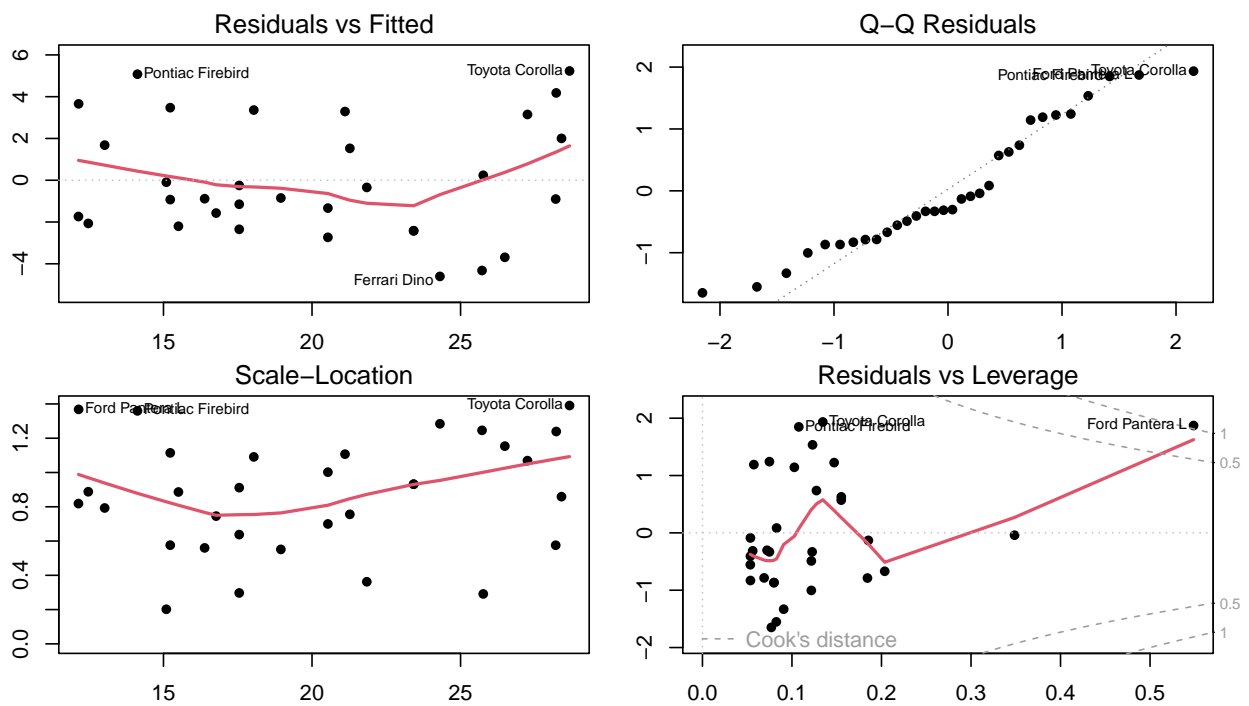 Residuals vs Fitted
6
4
2
0
−4
Pontiac Firebird
Toyota Corolla
Ferrari Dino
15
20
25
Q−Q Residuals
2
1
0
−1
Pontiac Firebird
Ford Pantera L
Toyota Corolla
−2
−1
0
1
2
Scale−Location
1.2
0.8
0.4
0.0
Ford Pantera L
Pontiac Firebird
Toyota Corolla
15
20
25
Residuals vs Leverage
2
1
0
−1
−2
Toyota Corolla
Pontiac Firebird
Ford Pantera L
1
0.5
0.5
1
Cook's distance
0.0
0.1
0.2
0.3
0.4
0.5